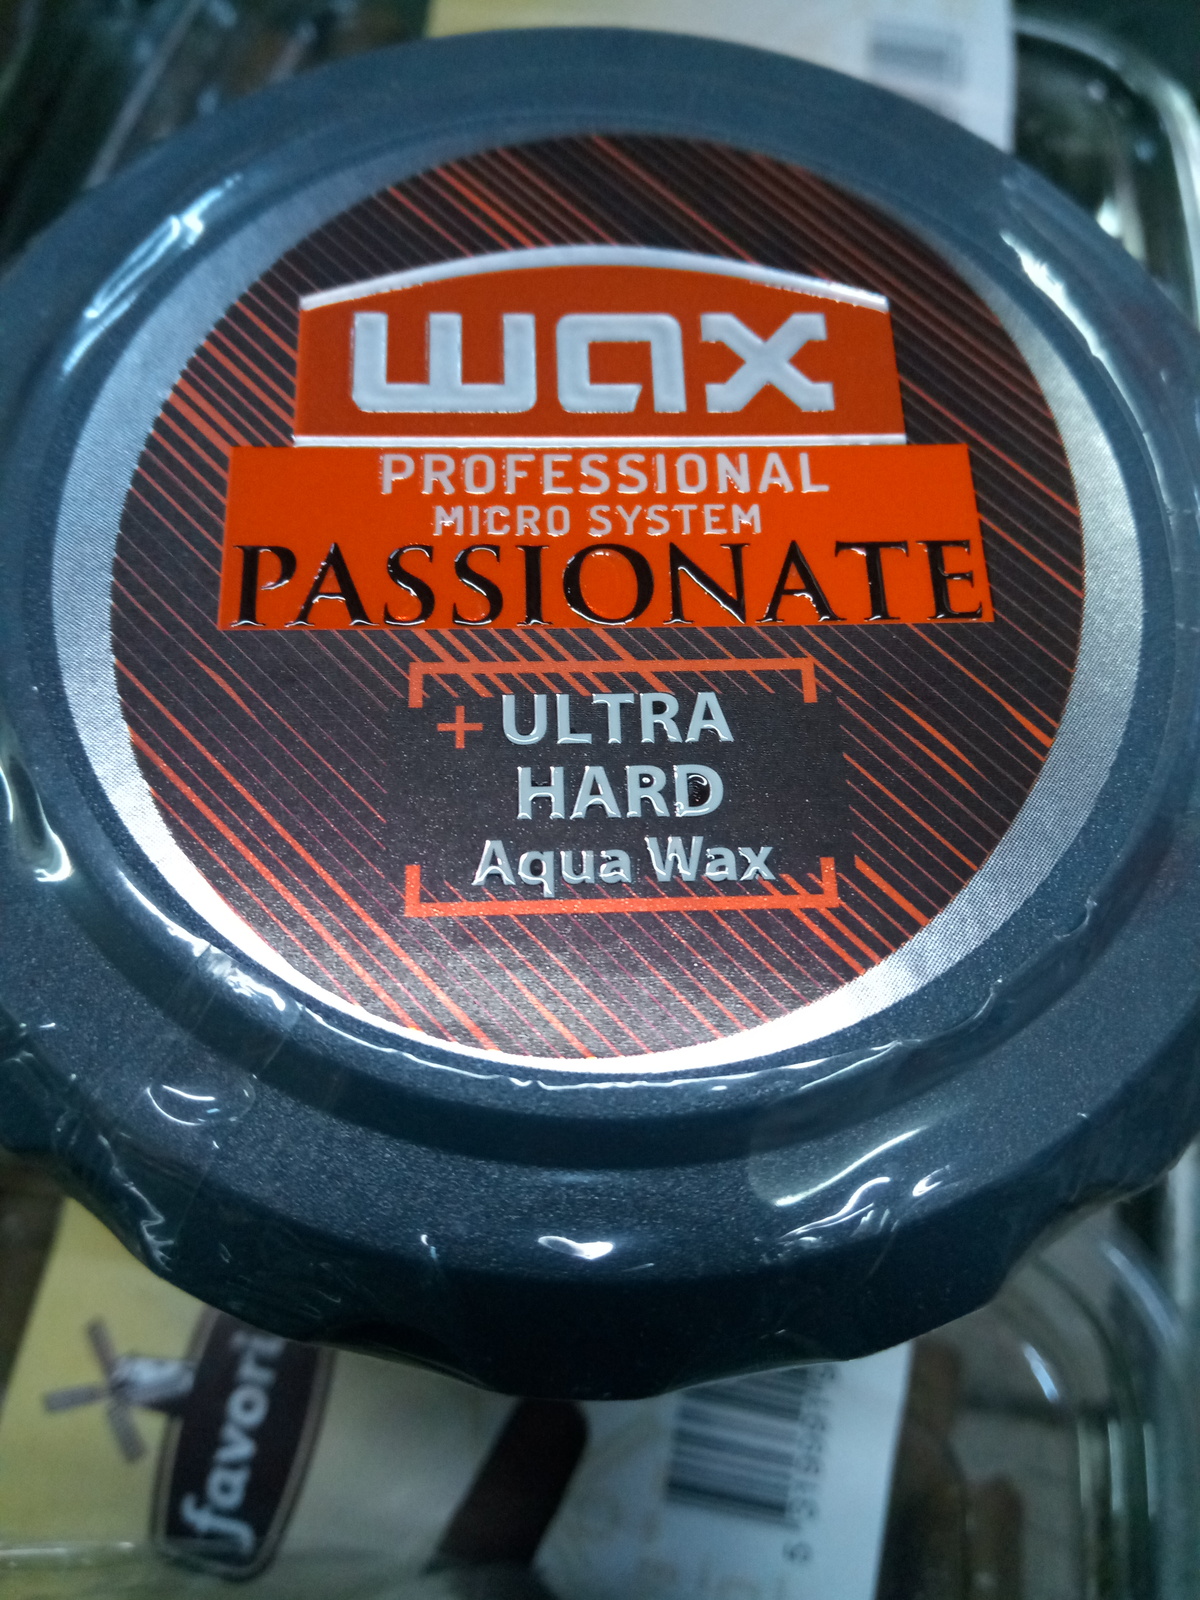 wax
PROFESSIONAL
MICRO SYSTEM
PASSIONATE
+ ULTRA
HARD
Aqua Wax
favori